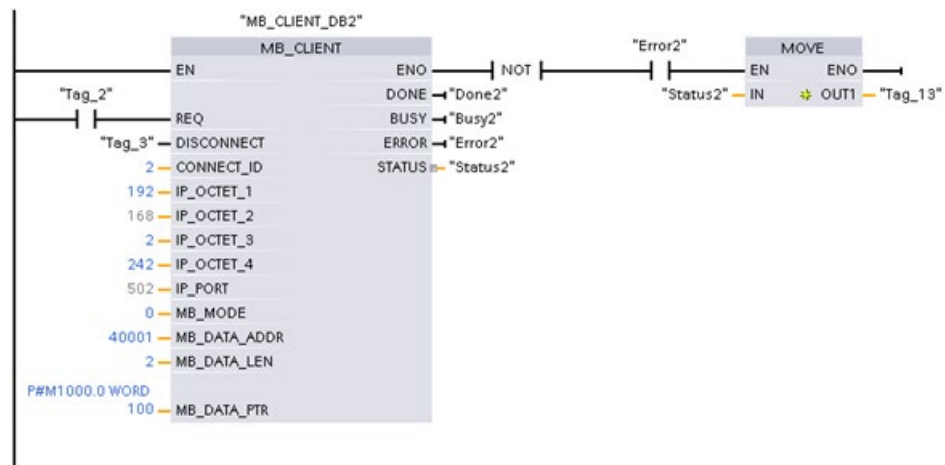 "MB_CLIENT_DB2"
MB_CLIENT
"Error2"
MOVE
EN ENO
NOT
EN ENO
"Tag_2"
DONE "Done2"
"Status2" IN OUT1 "Tag_13"
REQ BUSY "Busy2"
"Tag_3" DISCONNECT ERROR "Error2"
2 CONNECT_ID STATUS "Status2"
192 IP_OCTET_1
168 IP_OCTET_2
2 IP_OCTET_3
242 IP_OCTET_4
502 IP_PORT
0 MB_MODE
40001 MB_DATA_ADDR
2 MB_DATA_LEN
P#M1000.0 WORD
100 MB_DATA_PTR